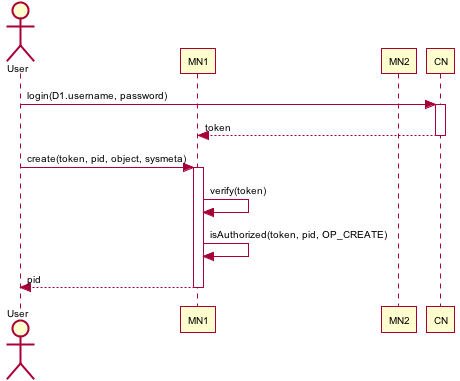 User
MN1
MN2
CN
login(D1.username, password)
token
create(token, pid, object, sysmeta)
verify(token)
isAuthorized(token, pid, OP_CREATE)
pid
User
MN1
MN2
CN